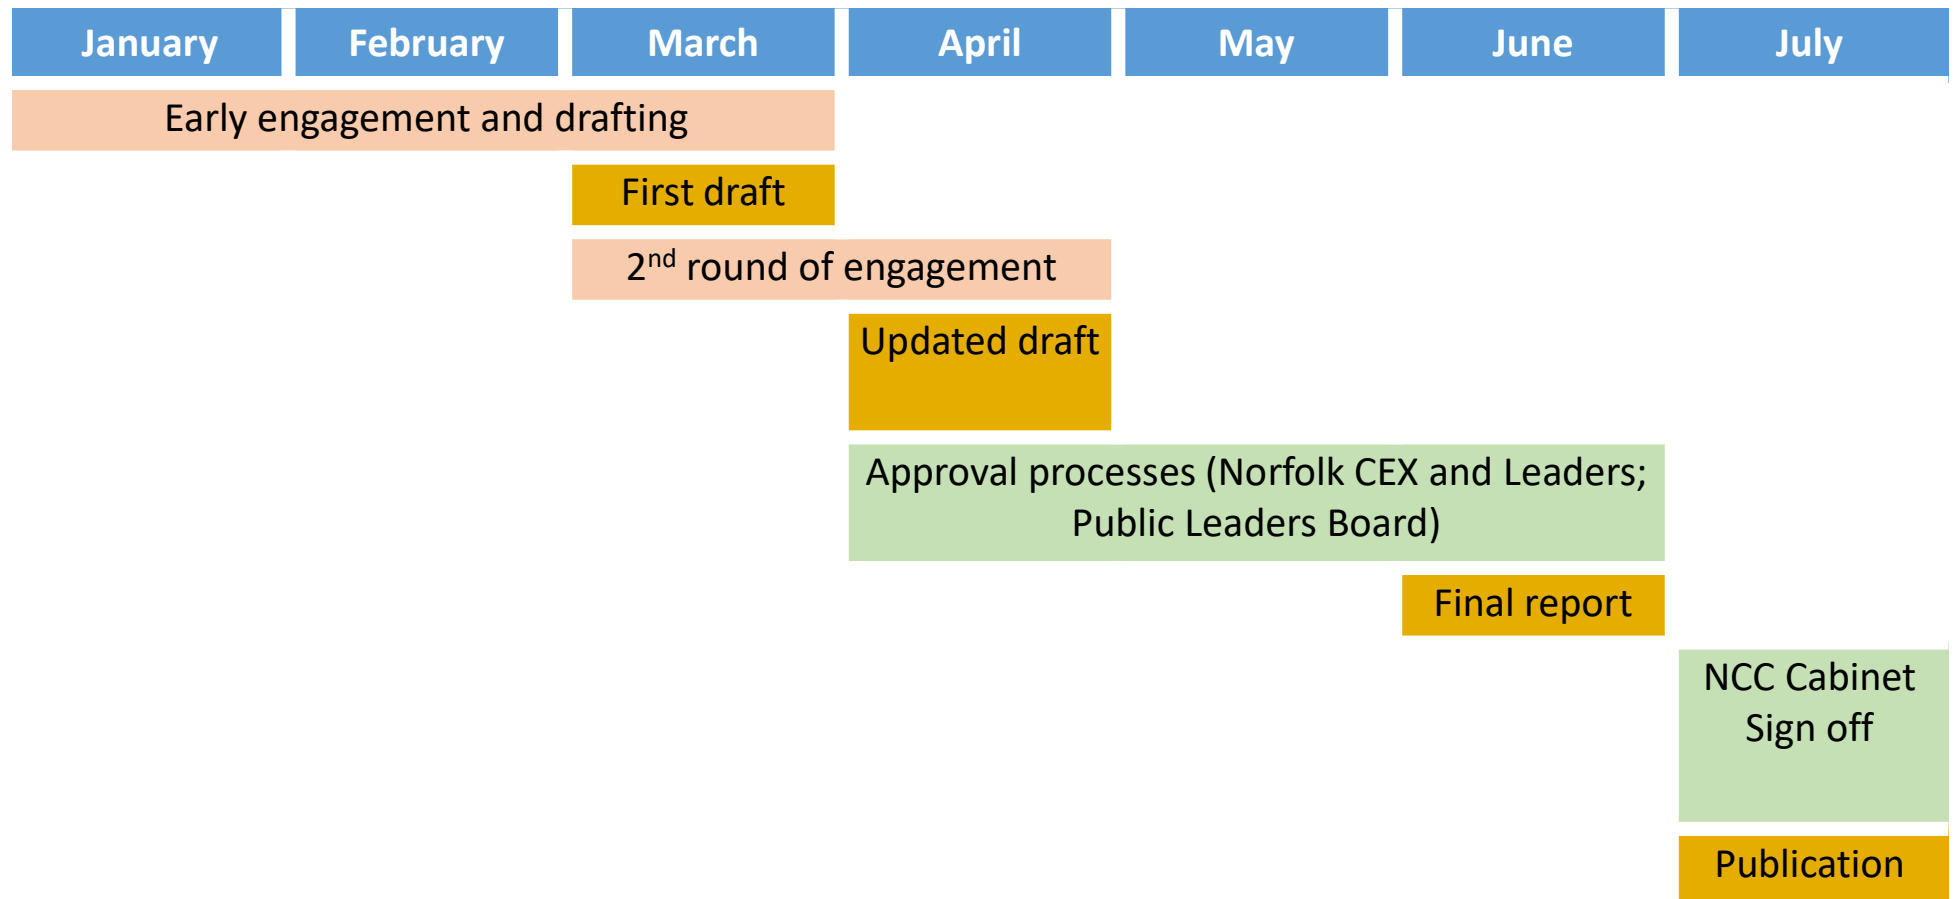 January February March April May June July
Early engagement and drafting
First draft
2nd round of engagement
Updated draft
Approval processes (Norfolk CEX and Leaders;
Public Leaders Board)
Final report
NCC Cabinet
Sign off
Publication